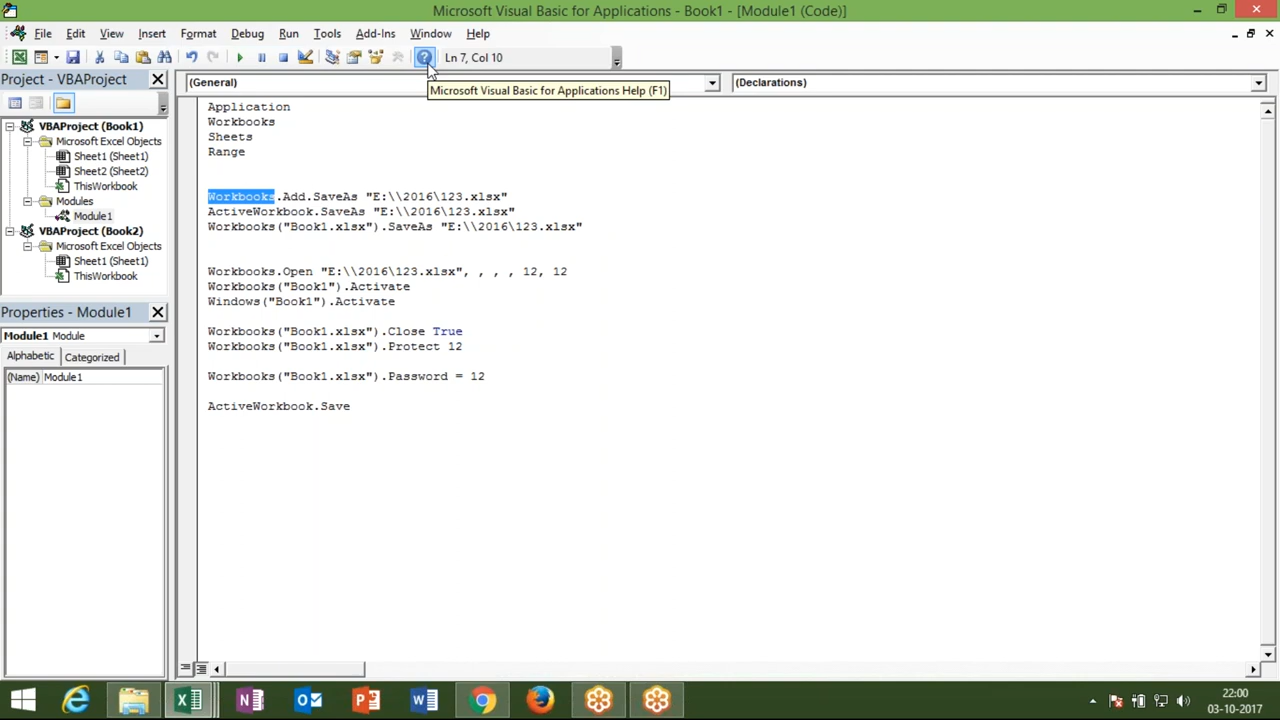 Microsoft Visual Basic for Applications - Book1 - [Module1 (Code)]
File Edit View Insert Format Debug Run Tools Add-Ins Window Help
Ln 7, Col 10
Project - VBAProject
(General)
(Declarations)
Microsoft Visual Basic for Applications Help (F1)
VBAProject (Book1)
Microsoft Excel Objects
Sheet1 (Sheet1)
Sheet2 (Sheet2)
ThisWorkbook
Modules
Module1
VBAProject (Book2)
Microsoft Excel Objects
Sheet1 (Sheet1)
ThisWorkbook
Properties - Module1
Module1 Module
Alphabetic Categorized
(Name) Module1
Application
Workbooks
Sheets
Range
Workbooks.Add.SaveAs "E:\\2016\123.xlsx"
ActiveWorkbook.SaveAs "E:\\2016\123.xlsx"
Workbooks("Book1.xlsx").SaveAs "E:\\2016\123.xlsx"
Workbooks.Open "E:\\2016\123.xlsx", , , , 12, 12
Workbooks("Book1").Activate
Windows("Book1").Activate
Workbooks("Book1.xlsx").Close True
Workbooks("Book1.xlsx").Protect 12
Workbooks("Book1.xlsx").Password = 12
ActiveWorkbook.Save
22:00
03-10-2017